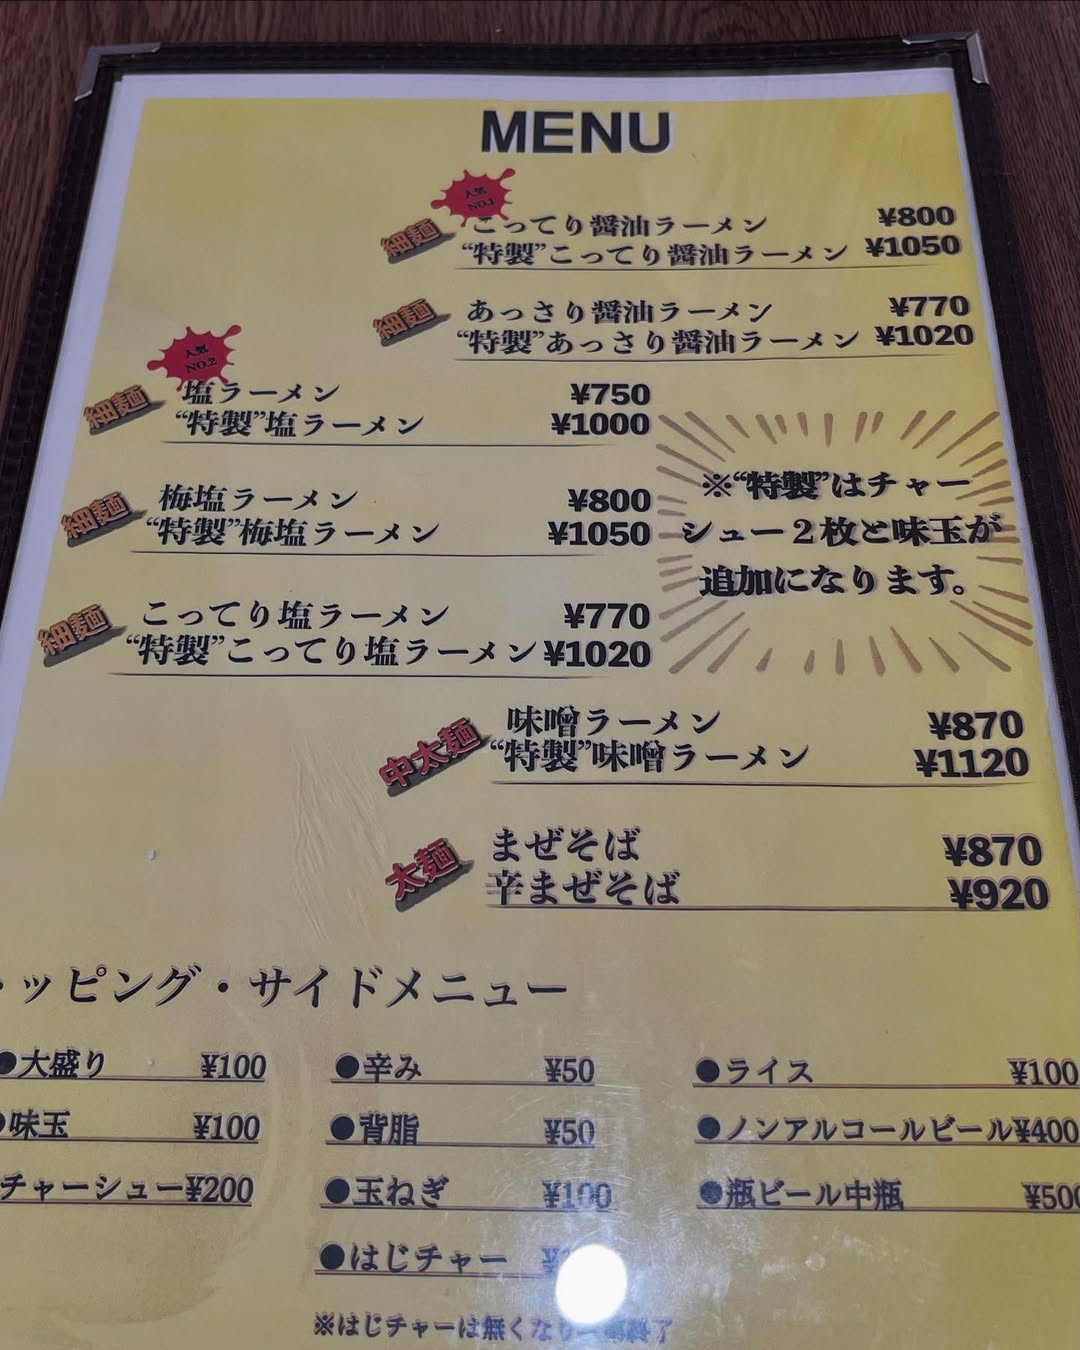 MENU
人気
NO.1
細麺
こってり醤油ラーメン ¥800
“特製”こってり醤油ラーメン ¥1050
細麺
あっさり醤油ラーメン ¥770
“特製”あっさり醤油ラーメン ¥1020
人気
NO.2
細麺
塩ラーメン ¥750
“特製”塩ラーメン ¥1000
細麺
梅塩ラーメン ¥800
“特製”梅塩ラーメン ¥1050
細麺
こってり塩ラーメン ¥770
“特製”こってり塩ラーメン ¥1020
※“特製”はチャー
シュー２枚と味玉が
追加になります。
中太麺
味噌ラーメン ¥870
“特製”味噌ラーメン ¥1120
太麺
まぜそば ¥870
辛まぜそば ¥920
ッピング・サイドメニュー
●大盛り ¥100
●味玉 ¥100
チャーシュー¥200
●辛み ¥50
●背脂 ¥50
●玉ねぎ ¥100
●はじチャー
※はじチャーは無くなり
終了
●ライス ¥100
●ノンアルコールビール¥400
●瓶ビール中瓶 ¥500